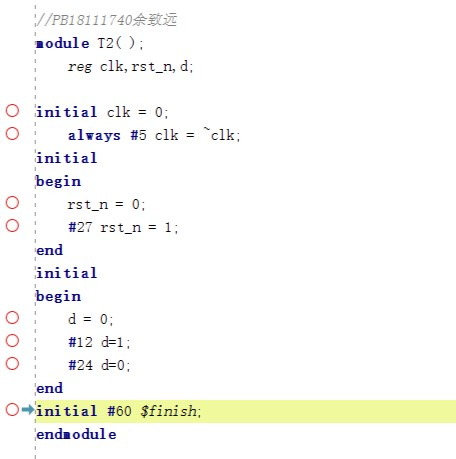 //PB18111740余致远
module T2( );
reg clk,rst_n,d;
initial clk = 0;
always #5 clk = ~clk;
initial
begin
rst_n = 0;
#27 rst_n = 1;
end
initial
begin
d = 0;
#12 d=1;
#24 d=0;
end
initial #60 $finish;
endmodule